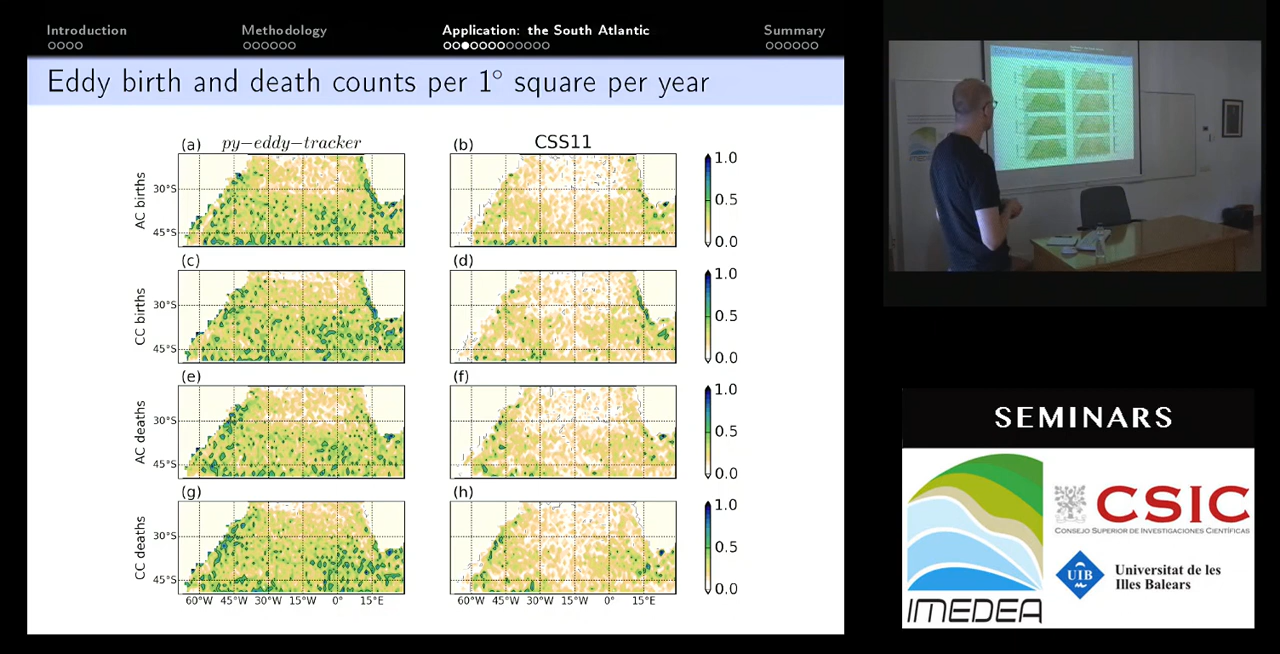 Introduction
Methodology
Application: the South Atlantic
Summary
Eddy birth and death counts per 1° square per year
(a) py−eddy−tracker
(b) CSS11
AC births
30°S
45°S
1.0
0.5
0.0
(c)
(d)
CC births
30°S
45°S
1.0
0.5
0.0
(e)
(f)
AC deaths
30°S
45°S
1.0
0.5
0.0
(g)
(h)
CC deaths
30°S
45°S
1.0
0.5
0.0
60°W 45°W 30°W 15°W 0° 15°E
60°W 45°W 30°W 15°W 0° 15°E
SEMINARS
IMEDEA
CSIC
CONSEJO SUPERIOR DE INVESTIGACIONES CIENTÍFICAS
UIB
Universitat de les
Illes Balears